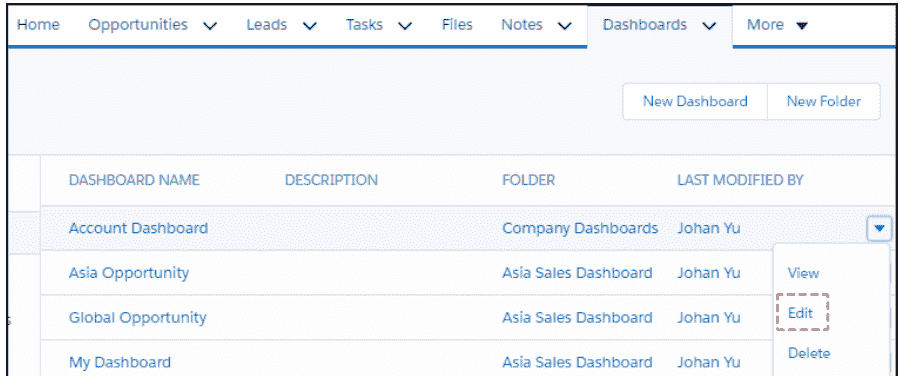 Home Opportunities Leads Tasks Files Notes Dashboards More
New Dashboard New Folder
DASHBOARD NAME DESCRIPTION FOLDER LAST MODIFIED BY
Account Dashboard Company Dashboards Johan Yu
Asia Opportunity Asia Sales Dashboard Johan Yu
View
Global Opportunity Asia Sales Dashboard Johan Yu
Edit
My Dashboard Asia Sales Dashboard Johan Yu
Delete